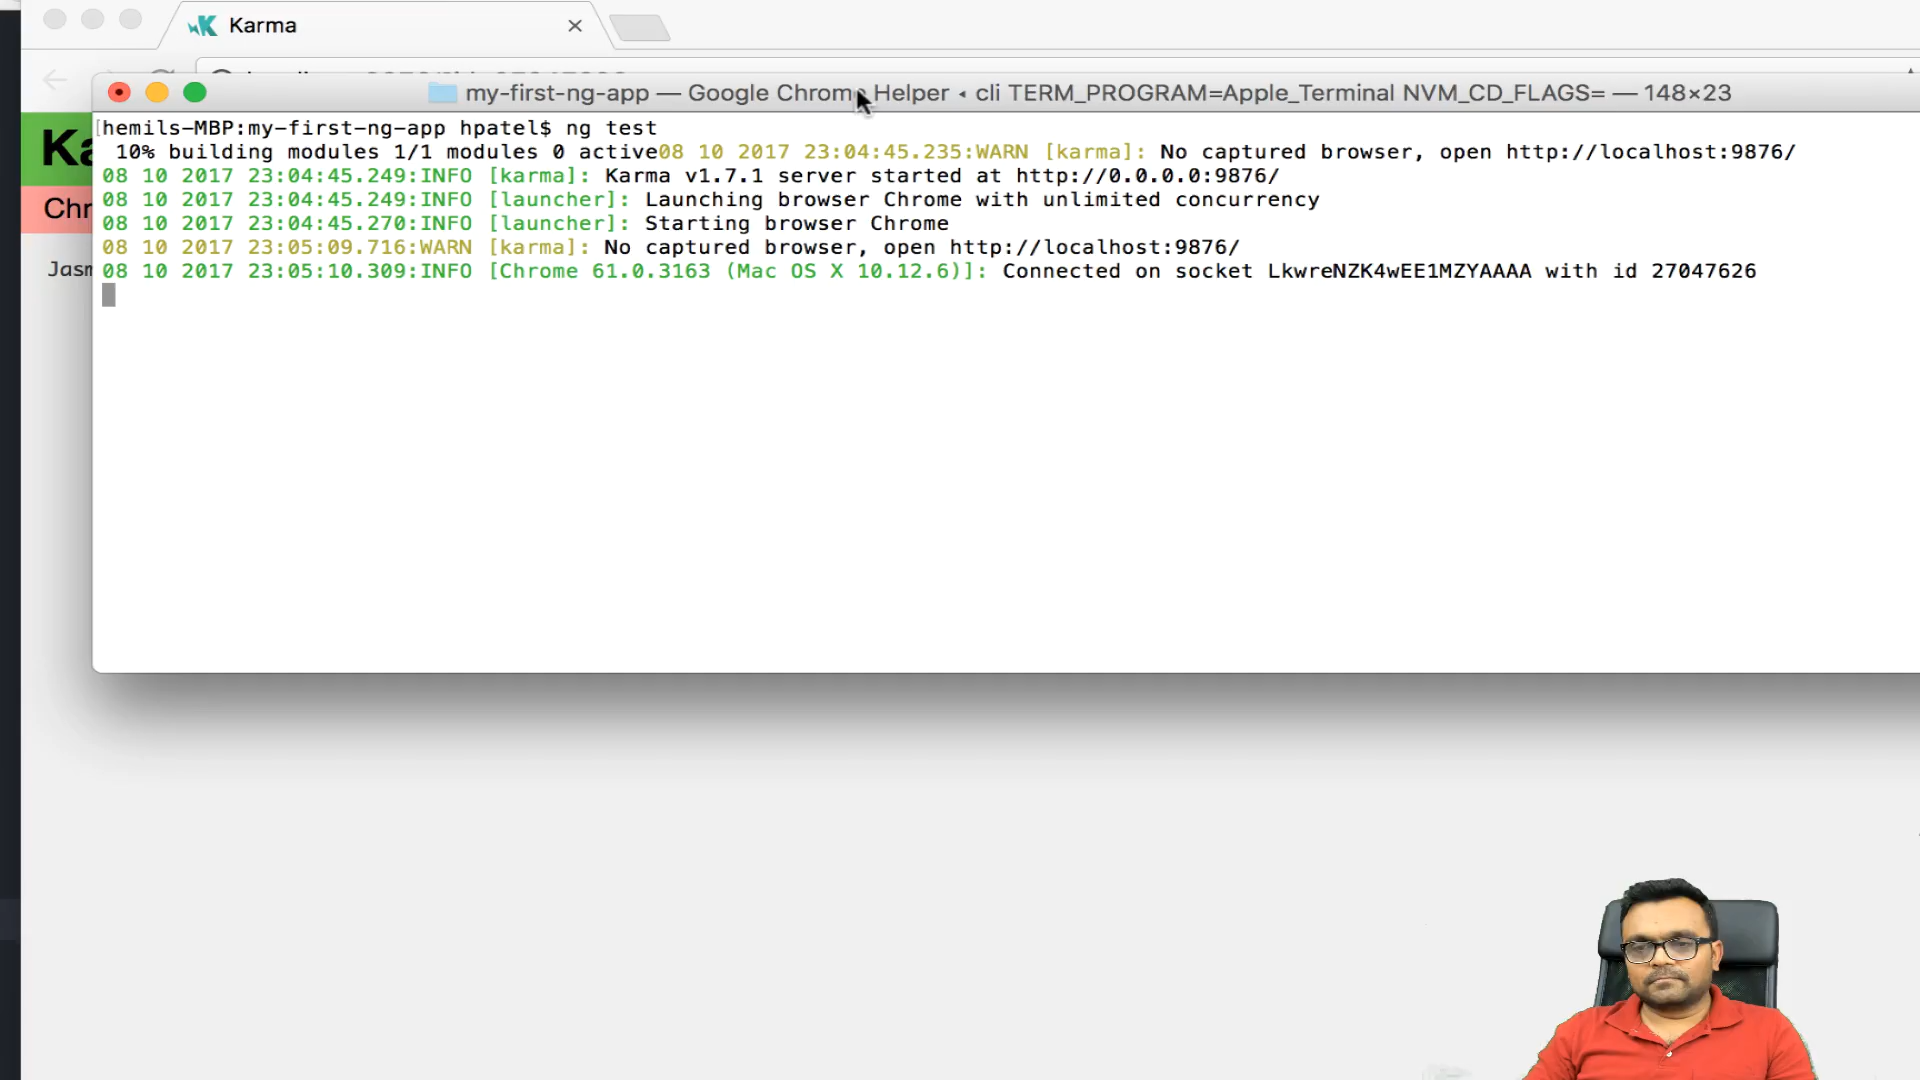 Karma
my-first-ng-app — Google Chrome Helper ◂ cli TERM_PROGRAM=Apple_Terminal NVM_CD_FLAGS= — 148×23
Ka
Chr
Jasm
hemils-MBP:my-first-ng-app hpatel$ ng test
10% building modules 1/1 modules 0 active08 10 2017 23:04:45.235:WARN [karma]: No captured browser, open http://localhost:9876/
08 10 2017 23:04:45.249:INFO [karma]: Karma v1.7.1 server started at http://0.0.0.0:9876/
08 10 2017 23:04:45.249:INFO [launcher]: Launching browser Chrome with unlimited concurrency
08 10 2017 23:04:45.270:INFO [launcher]: Starting browser Chrome
08 10 2017 23:05:09.716:WARN [karma]: No captured browser, open http://localhost:9876/
08 10 2017 23:05:10.309:INFO [Chrome 61.0.3163 (Mac OS X 10.12.6)]: Connected on socket LkwreNZK4wEE1MZYAAAA with id 27047626